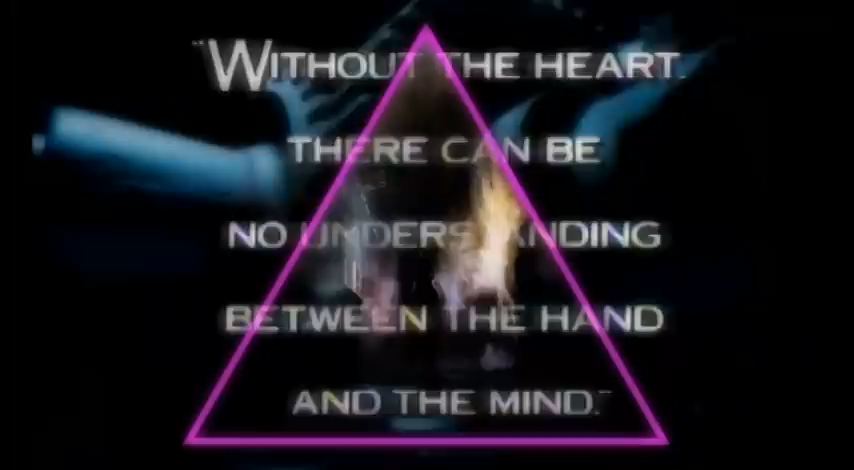 "WITHOUT THE HEART,
THERE CAN BE
NO UNDERSTANDING
BETWEEN THE HAND
AND THE MIND."